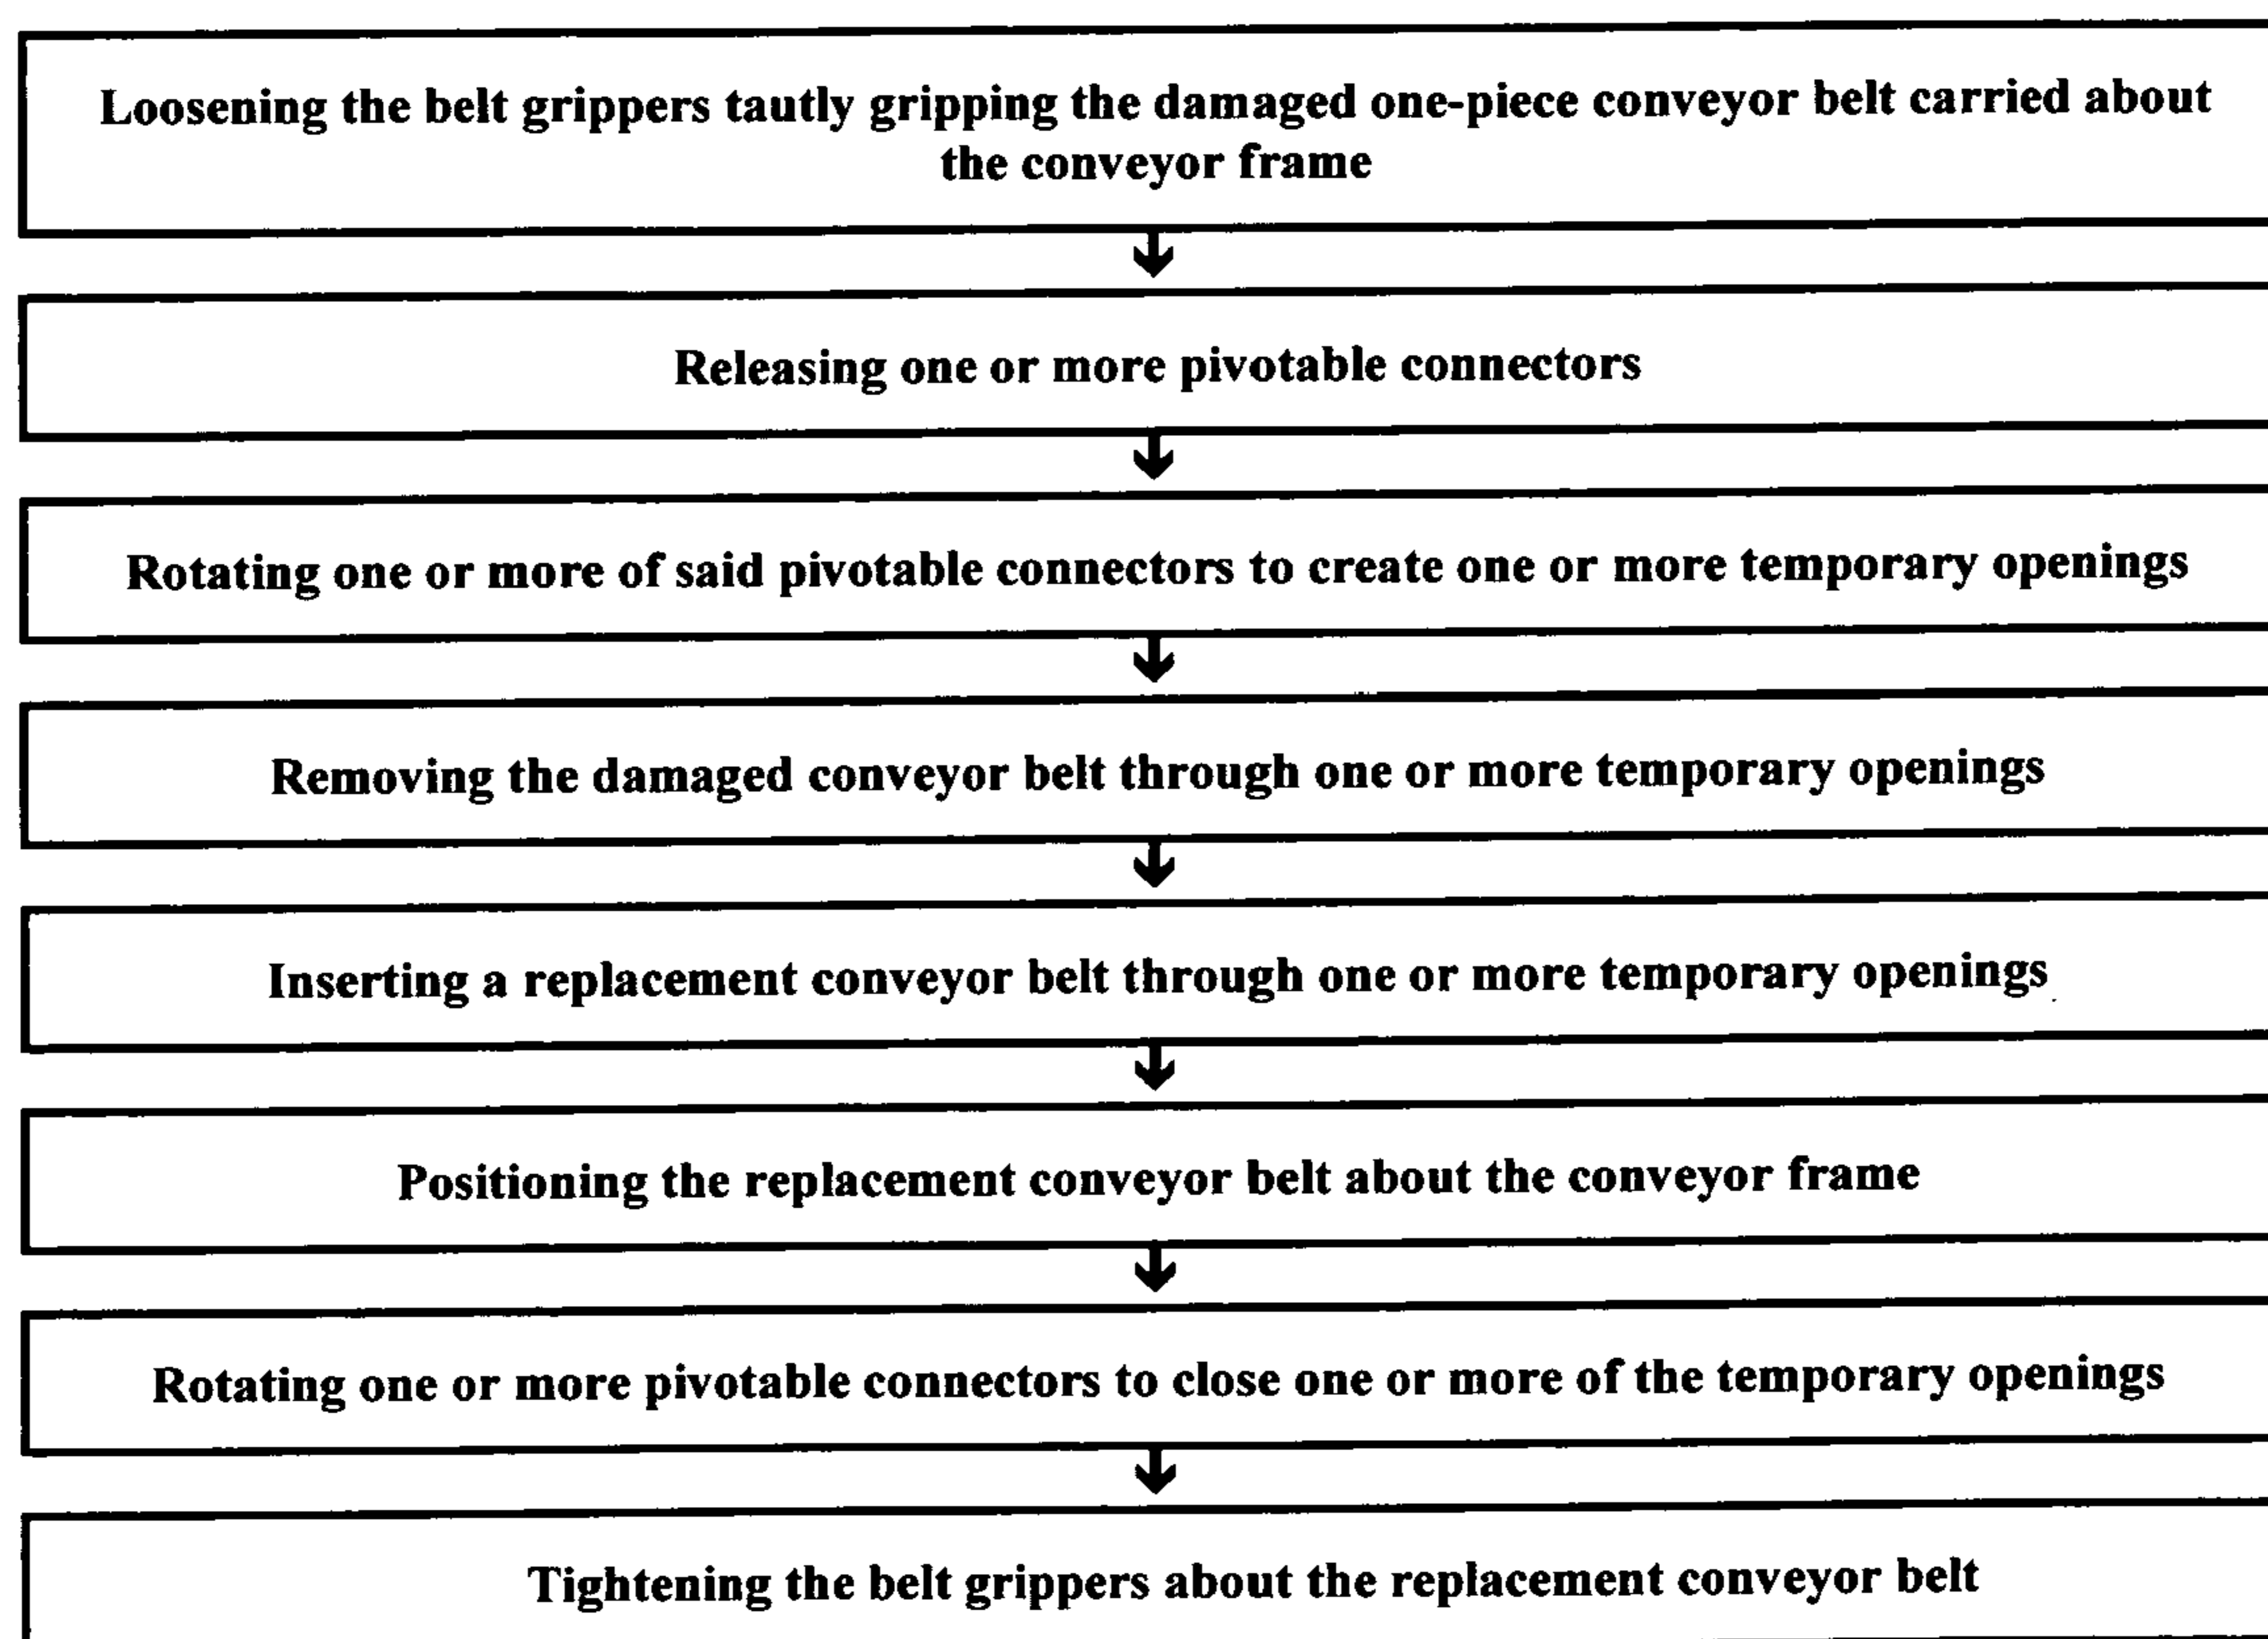 Loosening the belt grippers tautly gripping the damaged one-piece conveyor belt carried about
the conveyor frame
Releasing one or more pivotable connectors
Rotating one or more of said pivotable connectors to create one or more temporary openings
Removing the damaged conveyor belt through one or more temporary openings
Inserting a replacement conveyor belt through one or more temporary openings
Positioning the replacement conveyor belt about the conveyor frame
Rotating one or more pivotable connectors to close one or more of the temporary openings
Tightening the belt grippers about the replacement conveyor belt